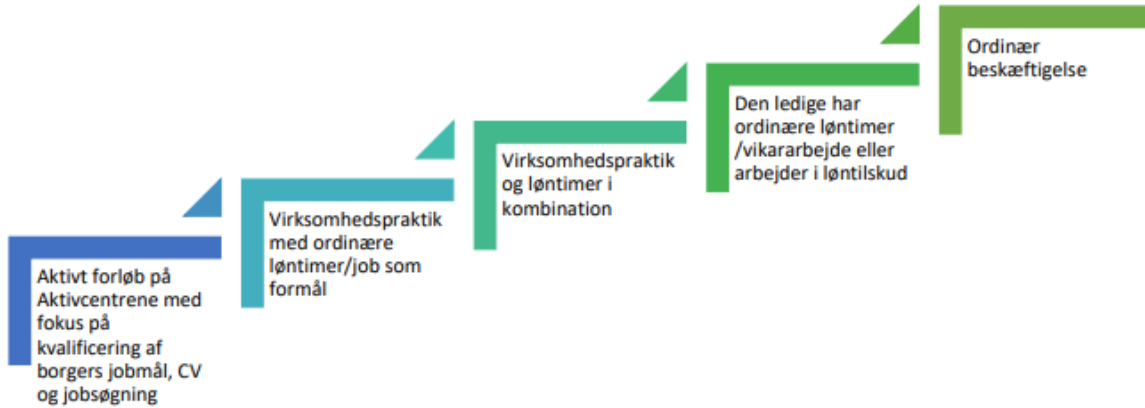 Aktivt forløb på
Aktivcentrene med
fokus på
kvalificering af
borgers jobmål, CV
og jobsøgning
Virksomhedspraktik
med ordinære
løntimer/job som
formål
Virksomhedspraktik
og løntimer i
kombination
Den ledige har
ordinære løntimer
/vikararbejde eller
arbejder i løntilskud
Ordinær
beskæftigelse